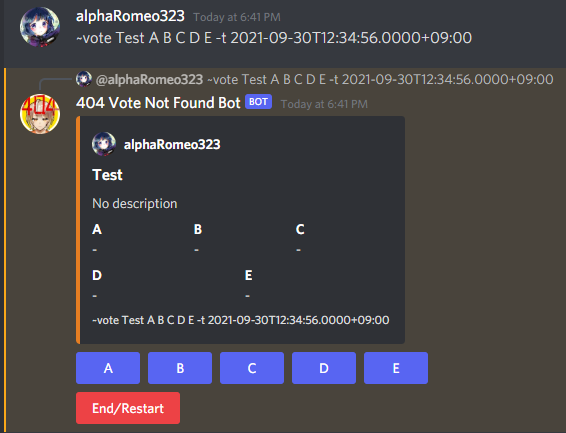 alphaRomeo323 Today at 6:41 PM
~vote Test A B C D E -t 2021-09-30T12:34:56.0000+09:00
@alphaRomeo323 ~vote Test A B C D E -t 2021-09-30T12:34:56.0000+09:00
404
404 Vote Not Found Bot BOT Today at 6:41 PM
alphaRomeo323
Test
No description
A B C
- - -
D E
- -
~vote Test A B C D E -t 2021-09-30T12:34:56.0000+09:00
A B C D E
End/Restart